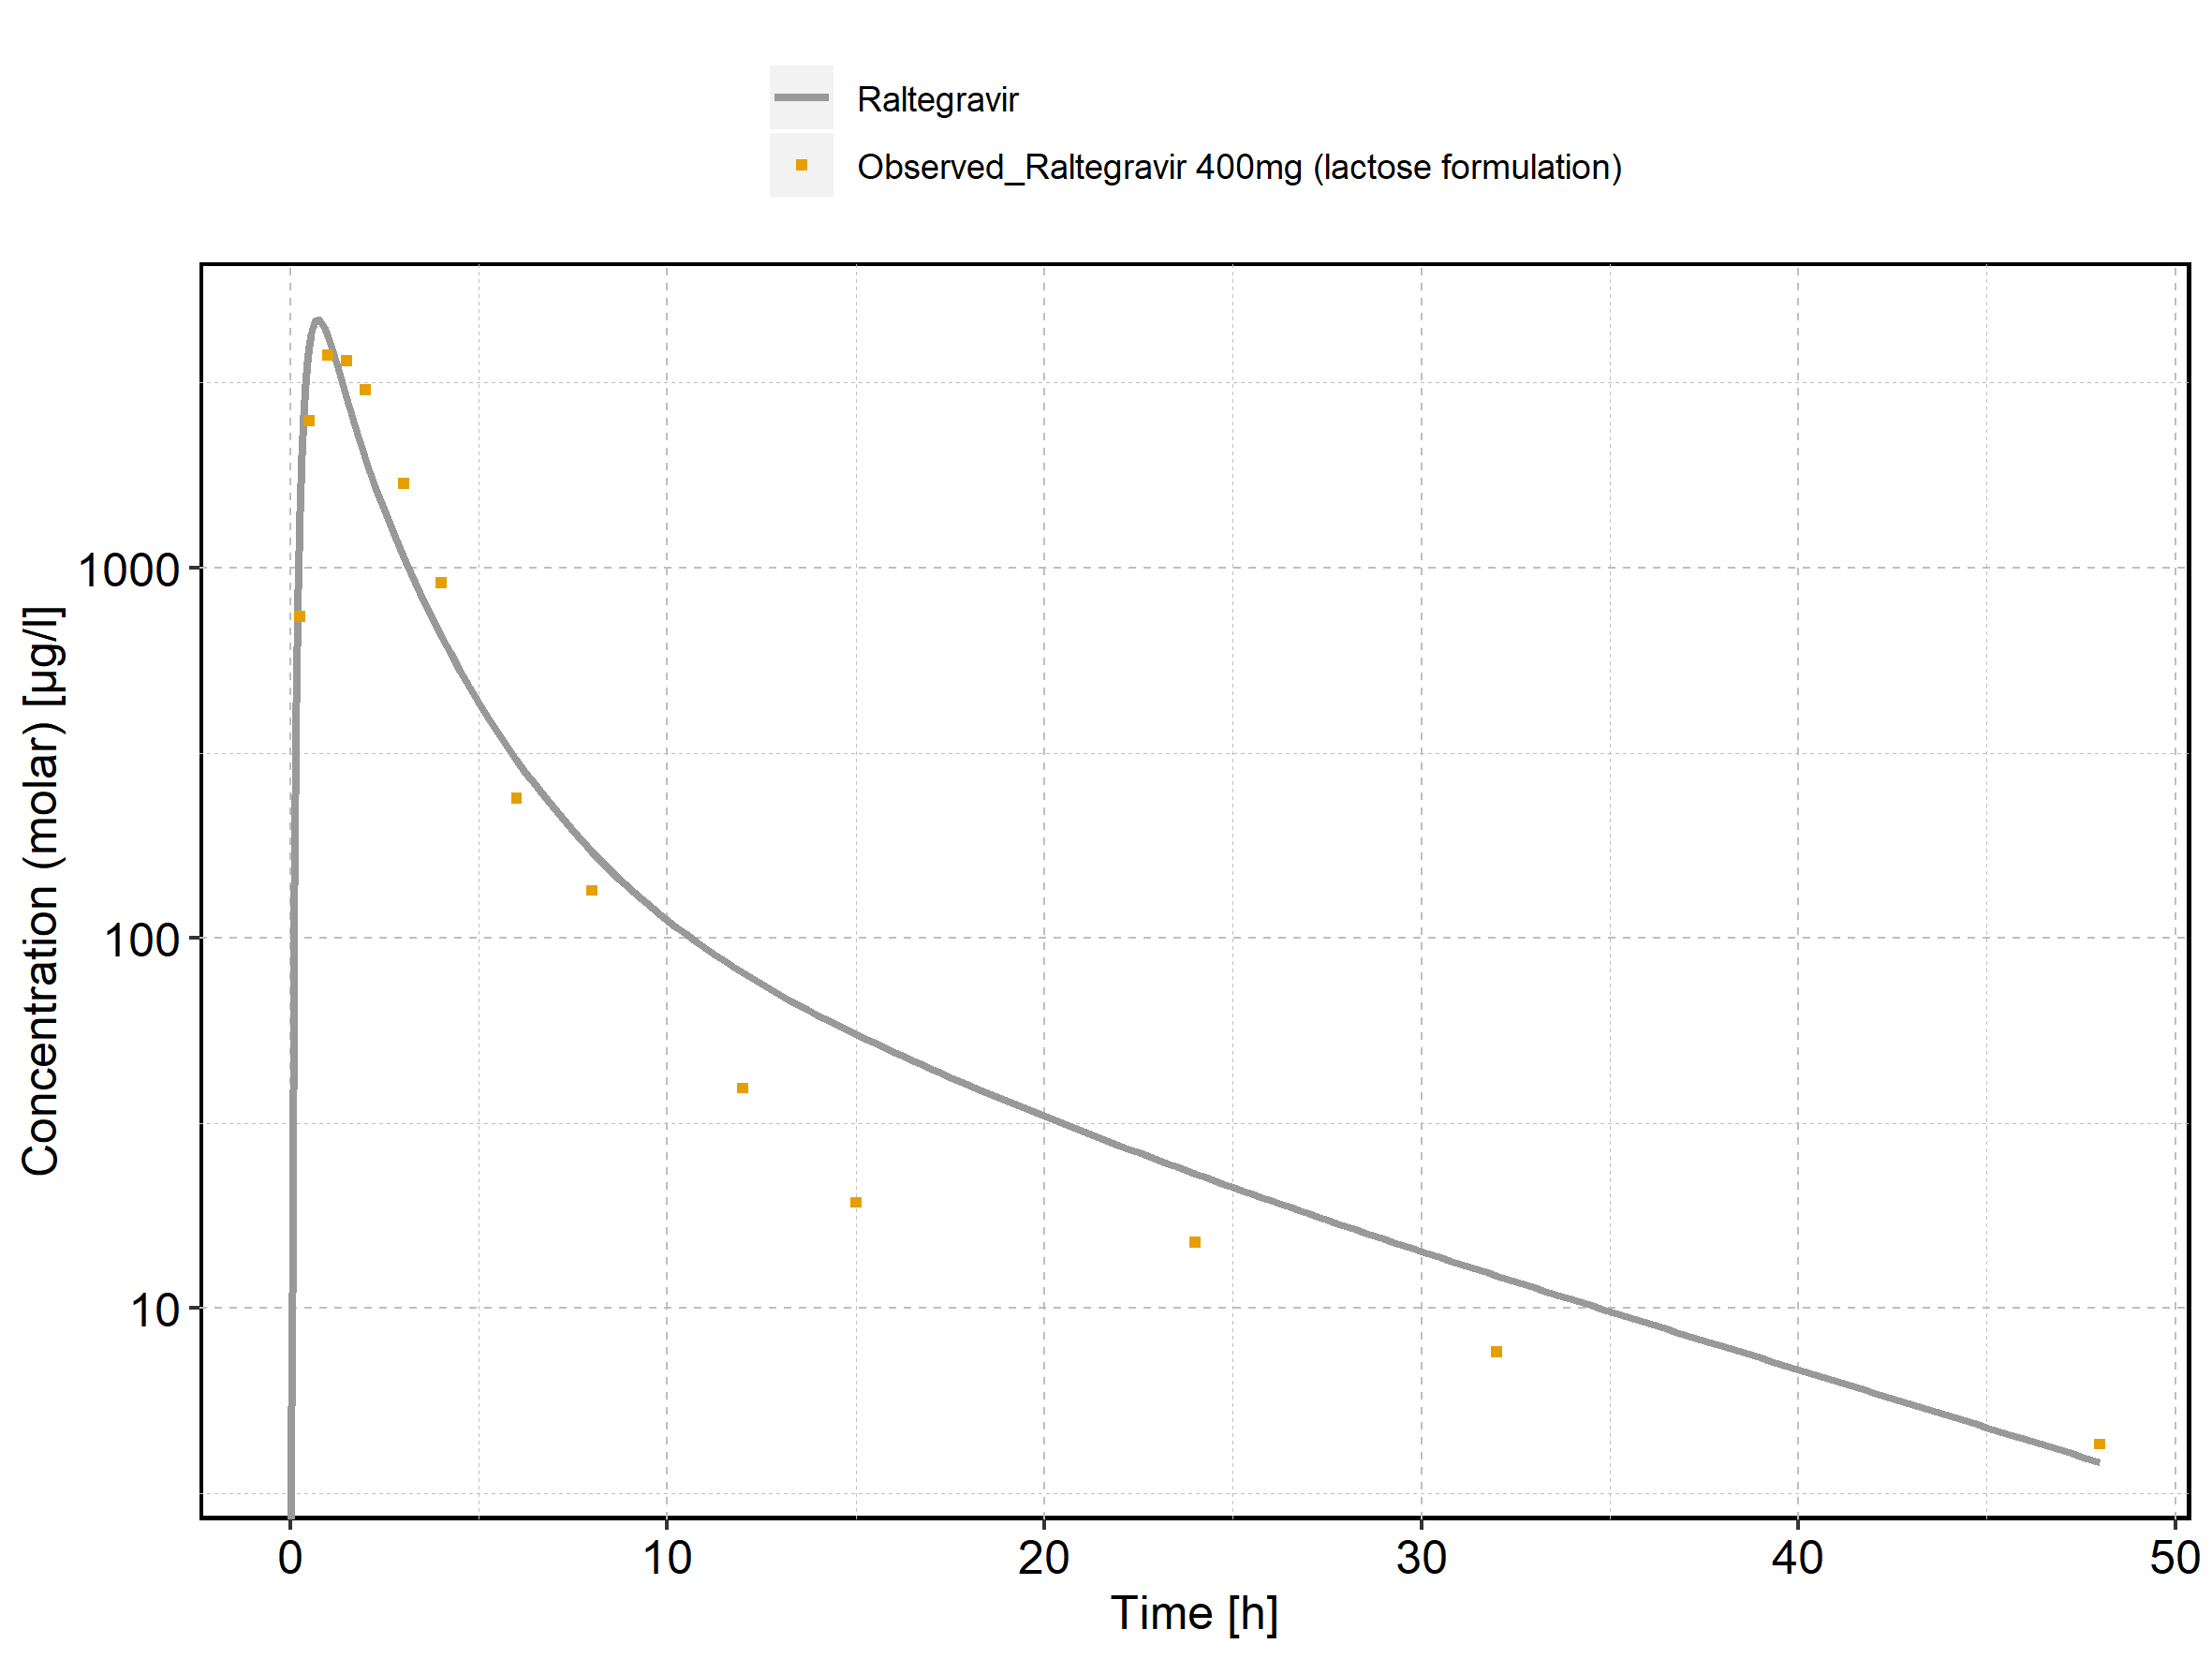 Raltegravir
Observed_Raltegravir 400mg (lactose formulation)
Concentration (molar) [µg/l]
1000
100
10
0 10 20 30 40 50
Time [h]